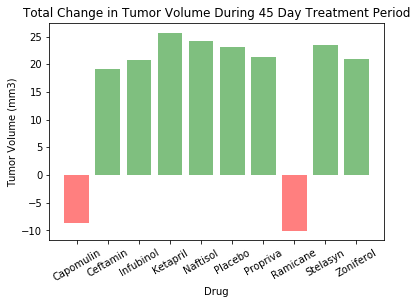 Total Change in Tumor Volume During 45 Day Treatment Period
Tumor Volume (mm3)
25
20
15
10
5
0
−5
−10
Capomulin
Ceftamin
Infubinol
Ketapril
Naftisol
Placebo
Propriva
Ramicane
Stelasyn
Zoniferol
Drug